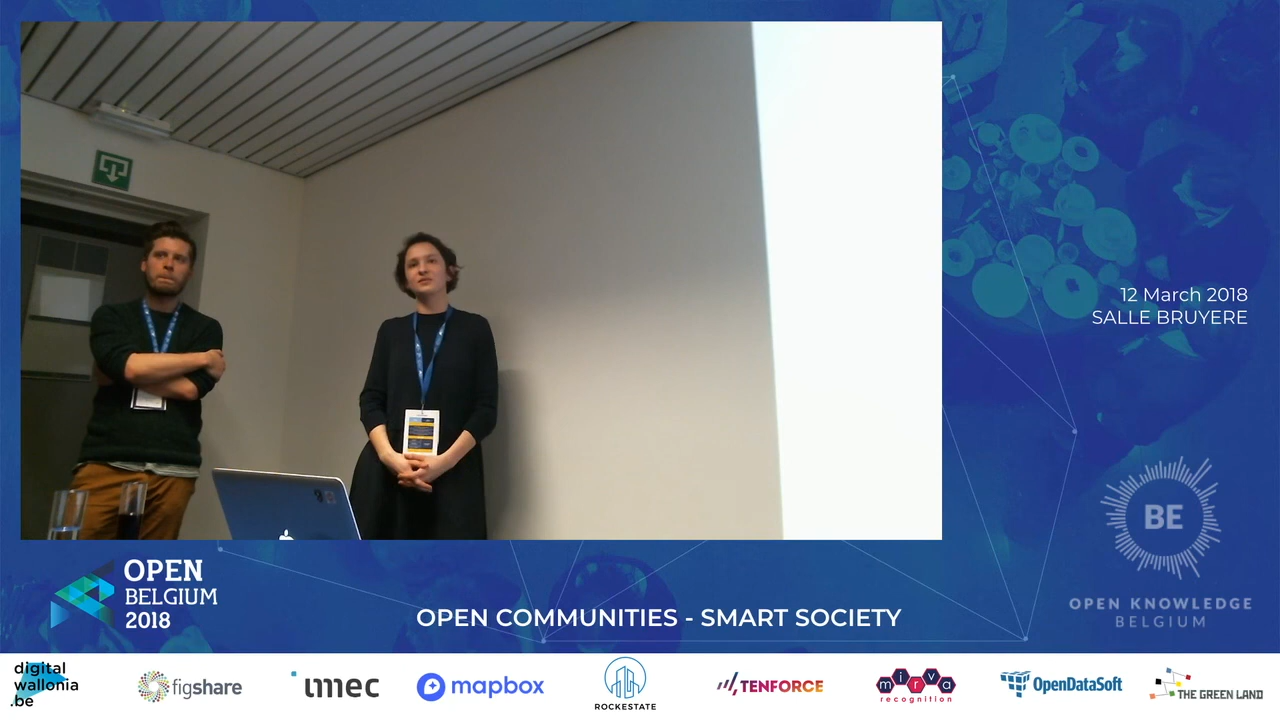 12 March 2018
SALLE BRUYERE
BE
OPEN KNOWLEDGE
BELGIUM
OPEN
BELGIUM
2018
OPEN COMMUNITIES - SMART SOCIETY
digital
wallonia
.be
figshare
imec
mapbox
ROCKESTATE
TENFORCE
mirva
recognition
OpenDataSoft
THE GREEN LAND